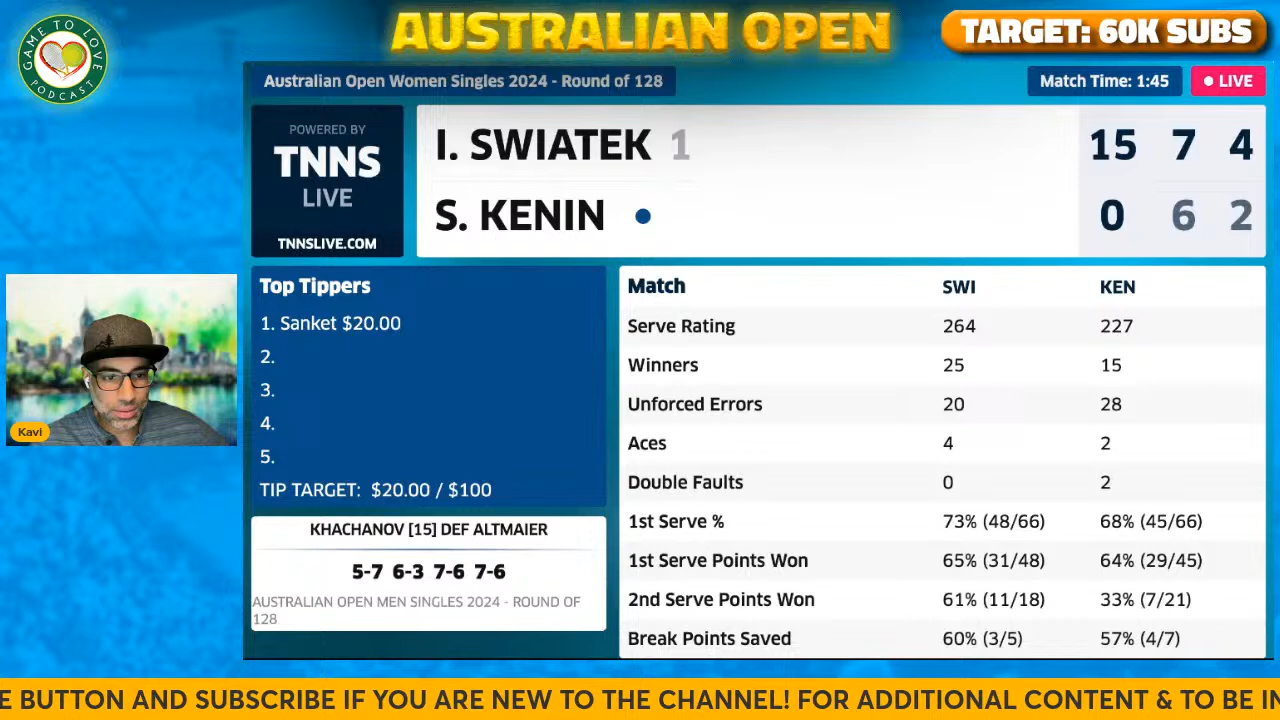 GAME TO LOVE
PODCAST
AUSTRALIAN OPEN
TARGET: 60K SUBS
Australian Open Women Singles 2024 - Round of 128
Match Time: 1:45
LIVE
POWERED BY
TNNS
LIVE
TNNSLIVE.COM
I. SWIATEK 1 15 7 4
S. KENIN 0 6 2
Top Tippers
1. Sanket $20.00
2.
3.
4.
5.
TIP TARGET: $20.00 / $100
KHACHANOV [15] DEF ALTMAIER
5-7 6-3 7-6 7-6
AUSTRALIAN OPEN MEN SINGLES 2024 - ROUND OF
128
Match SWI KEN
Serve Rating 264 227
Winners 25 15
Unforced Errors 20 28
Aces 4 2
Double Faults 0 2
1st Serve % 73% (48/66) 68% (45/66)
1st Serve Points Won 65% (31/48) 64% (29/45)
2nd Serve Points Won 61% (11/18) 33% (7/21)
Break Points Saved 60% (3/5) 57% (4/7)
Kavi
E BUTTON AND SUBSCRIBE IF YOU ARE NEW TO THE CHANNEL! FOR ADDITIONAL CONTENT & TO BE IN